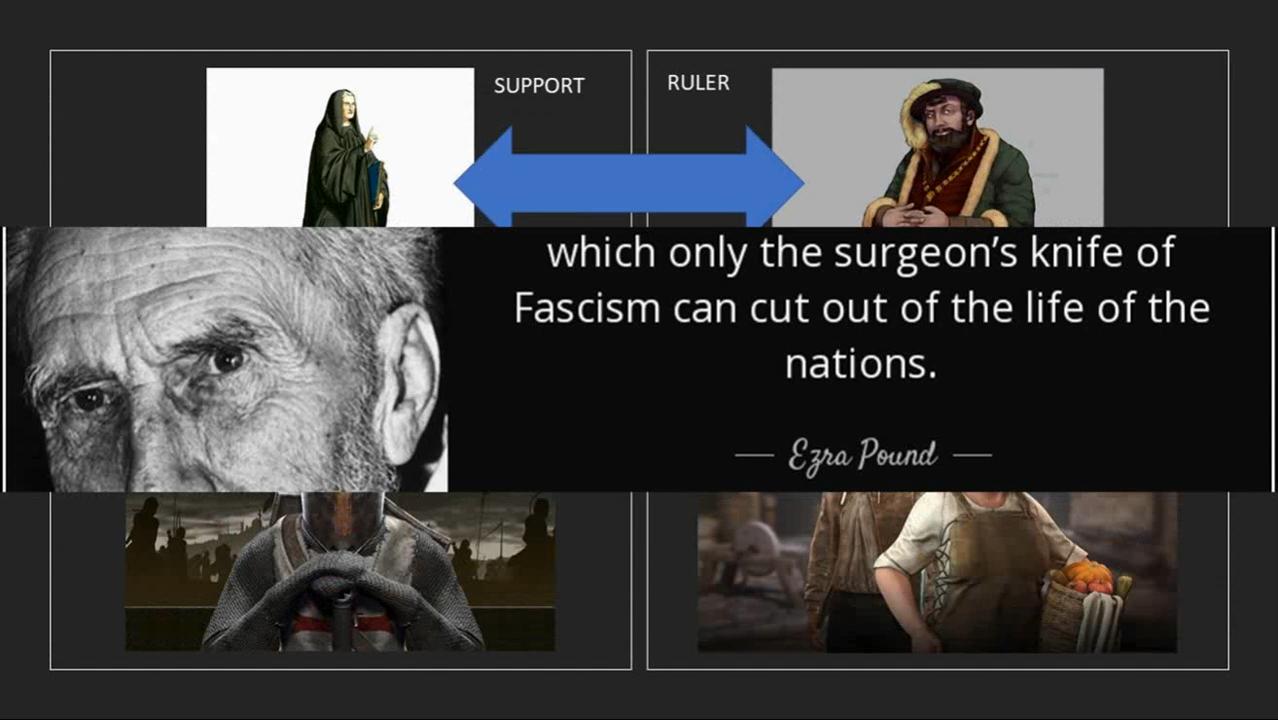 SUPPORT
RULER
which only the surgeon’s knife of
Fascism can cut out of the life of the
nations.
Ezra Pound